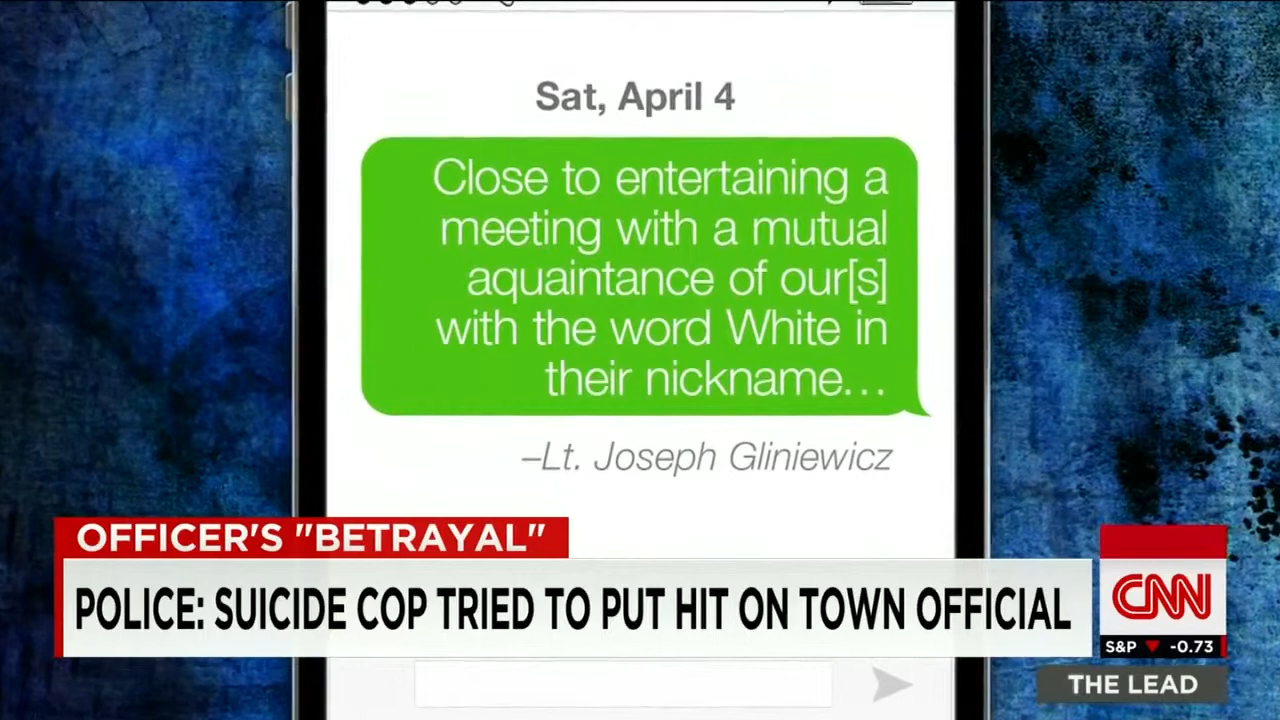 Sat, April 4
Close to entertaining a
meeting with a mutual
aquaintance of our[s]
with the word White in
their nickname...
–Lt. Joseph Gliniewicz
OFFICER'S "BETRAYAL"
POLICE: SUICIDE COP TRIED TO PUT HIT ON TOWN OFFICIAL
CNN
S&P ▼ -0.73
THE LEAD